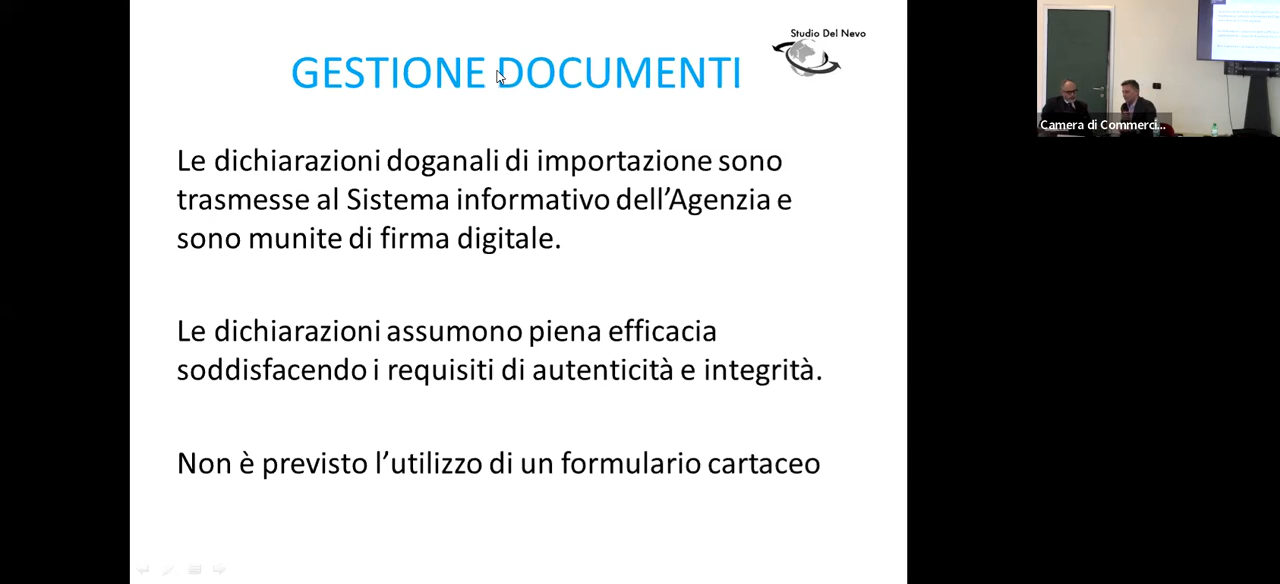 Studio Del Nevo
GESTIONE DOCUMENTI
Le dichiarazioni doganali di importazione sono
trasmesse al Sistema informativo dell’Agenzia e
sono munite di firma digitale.
Le dichiarazioni assumono piena efficacia
soddisfacendo i requisiti di autenticità e integrità.
Non è previsto l’utilizzo di un formulario cartaceo
Camera di Commerci...